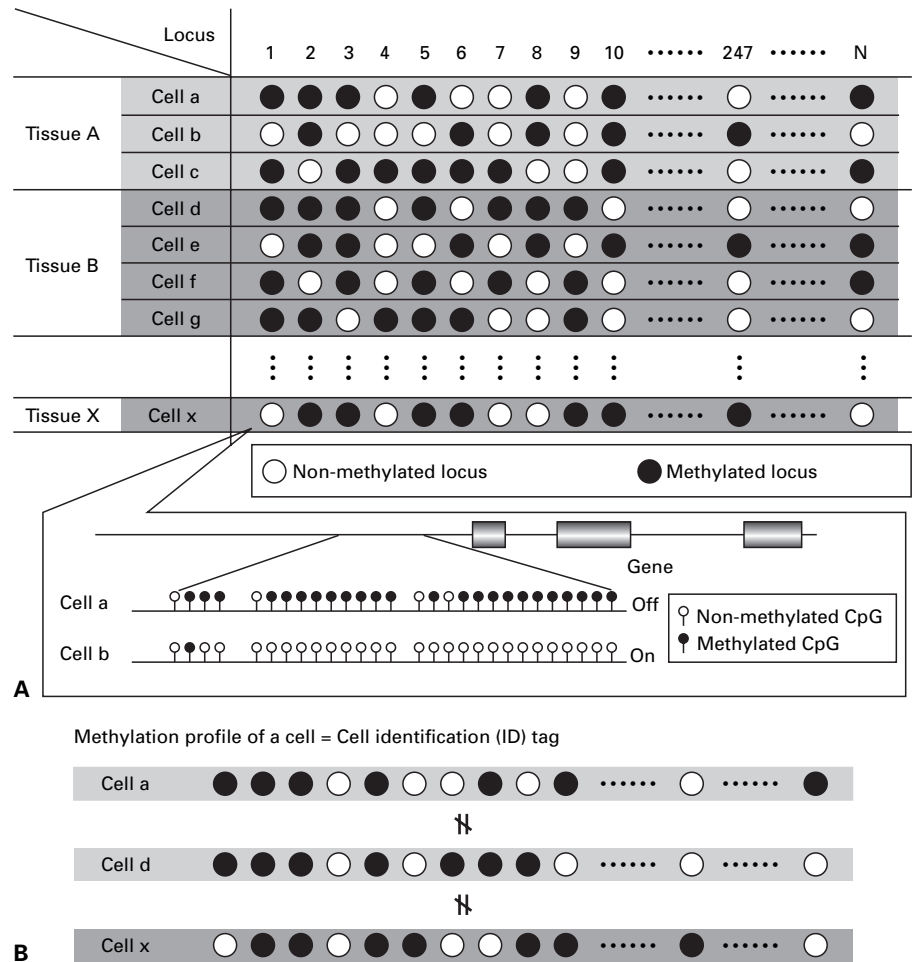 Locus
1 2 3 4 5 6 7 8 9 10 ...... 247 ...... N
Tissue A
Cell a ...... ......
Cell b ...... ......
Cell c ...... ......
Tissue B
Cell d ...... ......
Cell e ...... ......
Cell f ...... ......
Cell g ...... ......
Tissue X
Cell x ...... ......
Non-methylated locus
Methylated locus
Gene
Cell a
Off
Cell b
On
Non-methylated CpG
Methylated CpG
A
Methylation profile of a cell = Cell identification (ID) tag
Cell a ...... ......
Cell d ...... ......
Cell x ...... ......
B